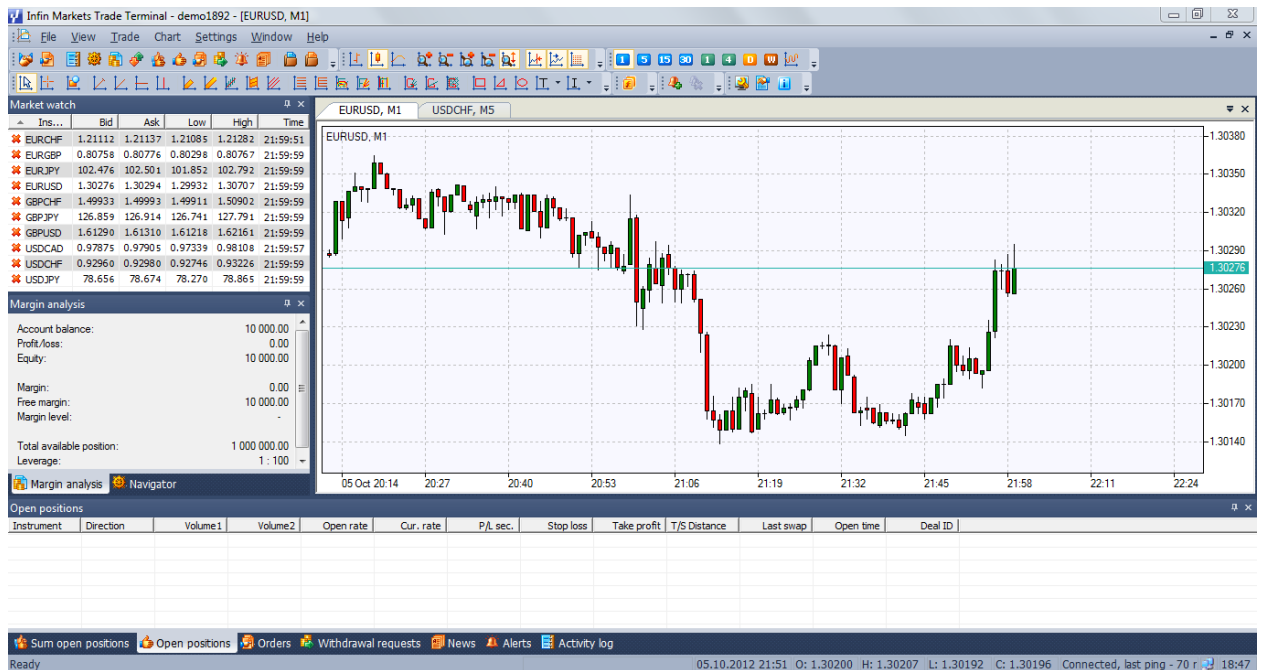 Infin Markets Trade Terminal - demo1892 - [EURUSD, M1]
File View Trade Chart Settings Window Help
1 5 15 30 1 4 D W M
Market watch
Ins... Bid Ask Low High Time
EURCHF 1.21112 1.21137 1.21085 1.21282 21:59:51
EURGBP 0.80758 0.80776 0.80298 0.80767 21:59:59
EURJPY 102.476 102.501 101.852 102.792 21:59:59
EURUSD 1.30276 1.30294 1.29932 1.30707 21:59:59
GBPCHF 1.49933 1.49993 1.49911 1.50902 21:59:59
GBPJPY 126.859 126.914 126.741 127.791 21:59:59
GBPUSD 1.61290 1.61310 1.61218 1.62161 21:59:59
USDCAD 0.97875 0.97905 0.97339 0.98108 21:59:57
USDCHF 0.92960 0.92980 0.92746 0.93226 21:59:59
USDJPY 78.656 78.674 78.270 78.865 21:59:59
Margin analysis
Account balance: 10 000.00
Profit/loss: 0.00
Equity: 10 000.00
Margin: 0.00
Free margin: 10 000.00
Margin level: -
Total available position: 1 000 000.00
Leverage: 1 : 100
Margin analysis Navigator
EURUSD, M1 USDCHF, M5
EURUSD, M1
1.30380
1.30350
1.30320
1.30290
1.30276
1.30260
1.30230
1.30200
1.30170
1.30140
05 Oct 20:14 20:27 20:40 20:53 21:06 21:19 21:32 21:45 21:58 22:11 22:24
Open positions
Instrument Direction Volume1 Volume2 Open rate Cur. rate P/L sec. Stop loss Take profit T/S Distance Last swap Open time Deal ID
Sum open positions Open positions Orders Withdrawal requests News Alerts Activity log
Ready 05.10.2012 21:51 O: 1.30200 H: 1.30207 L: 1.30192 C: 1.30196 Connected, last ping - 70 18:47